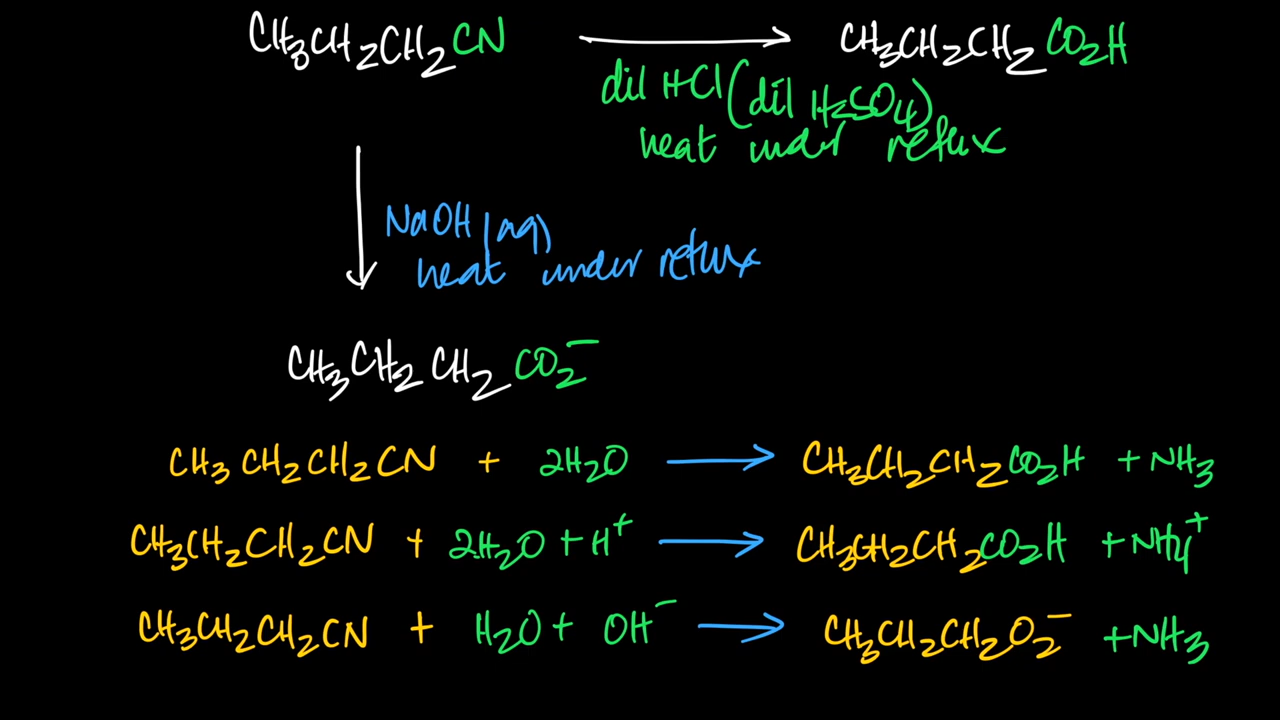 CH₃CH₂CH₂CN ⟶ CH₃CH₂CH₂CO₂H
dil HCl (dil H₂SO₄)
heat under reflux
NaOH (aq)
heat under reflux
CH₃CH₂CH₂CO₂⁻
CH₃CH₂CH₂CN + 2H₂O ⟶ CH₃CH₂CH₂CO₂H + NH₃
CH₃CH₂CH₂CN + 2H₂O + H⁺ ⟶ CH₃CH₂CH₂CO₂H + NH₄⁺
CH₃CH₂CH₂CN + H₂O + OH⁻ ⟶ CH₃CH₂CH₂O₂⁻ + NH₃